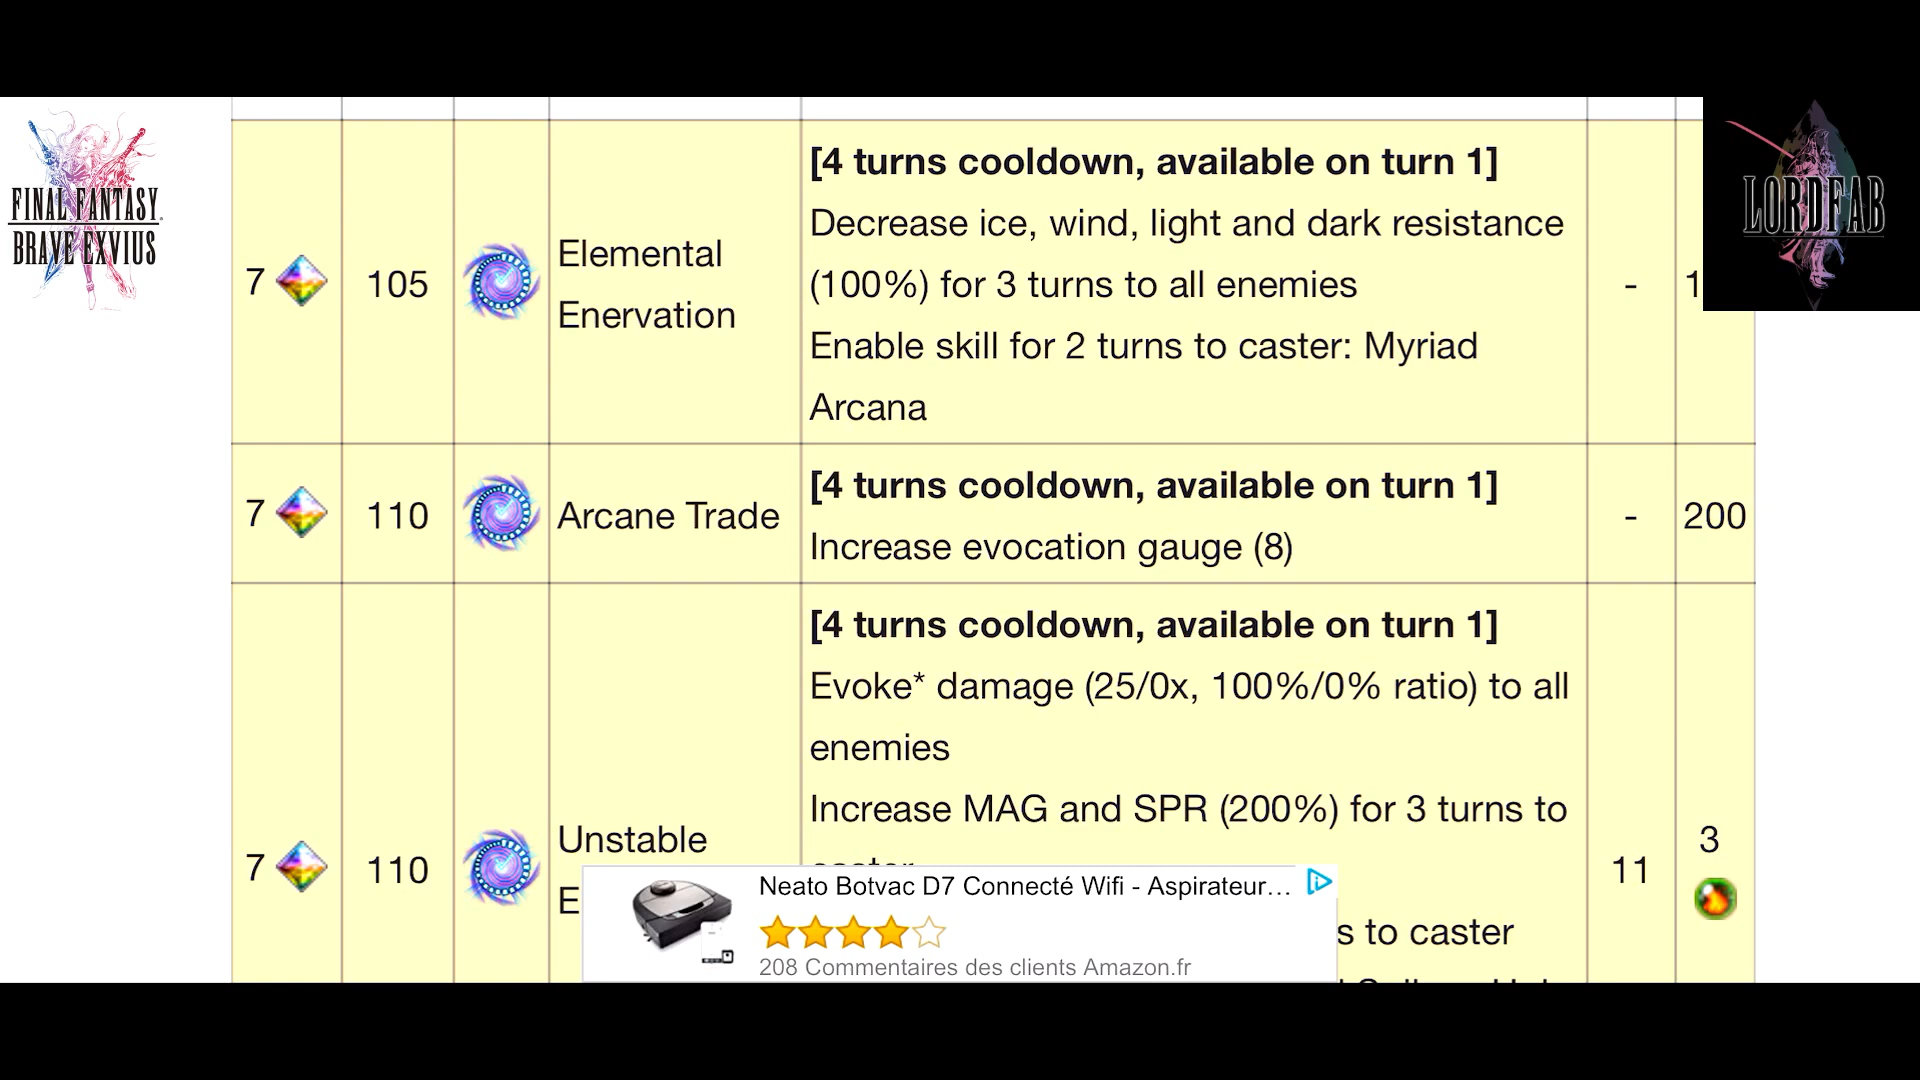 FINAL FANTASY
BRAVE EXVIUS
LORDFAB
7 105 Elemental
Enervation
[4 turns cooldown, available on turn 1]
Decrease ice, wind, light and dark resistance
(100%) for 3 turns to all enemies
Enable skill for 2 turns to caster: Myriad
Arcana
-
7 110 Arcane Trade
[4 turns cooldown, available on turn 1]
Increase evocation gauge (8)
- 200
7 110 Unstable
[4 turns cooldown, available on turn 1]
Evoke* damage (25/0x, 100%/0% ratio) to all
enemies
Increase MAG and SPR (200%) for 3 turns to
s to caster
11 3
Neato Botvac D7 Connecté Wifi - Aspirateur...
208 Commentaires des clients Amazon.fr